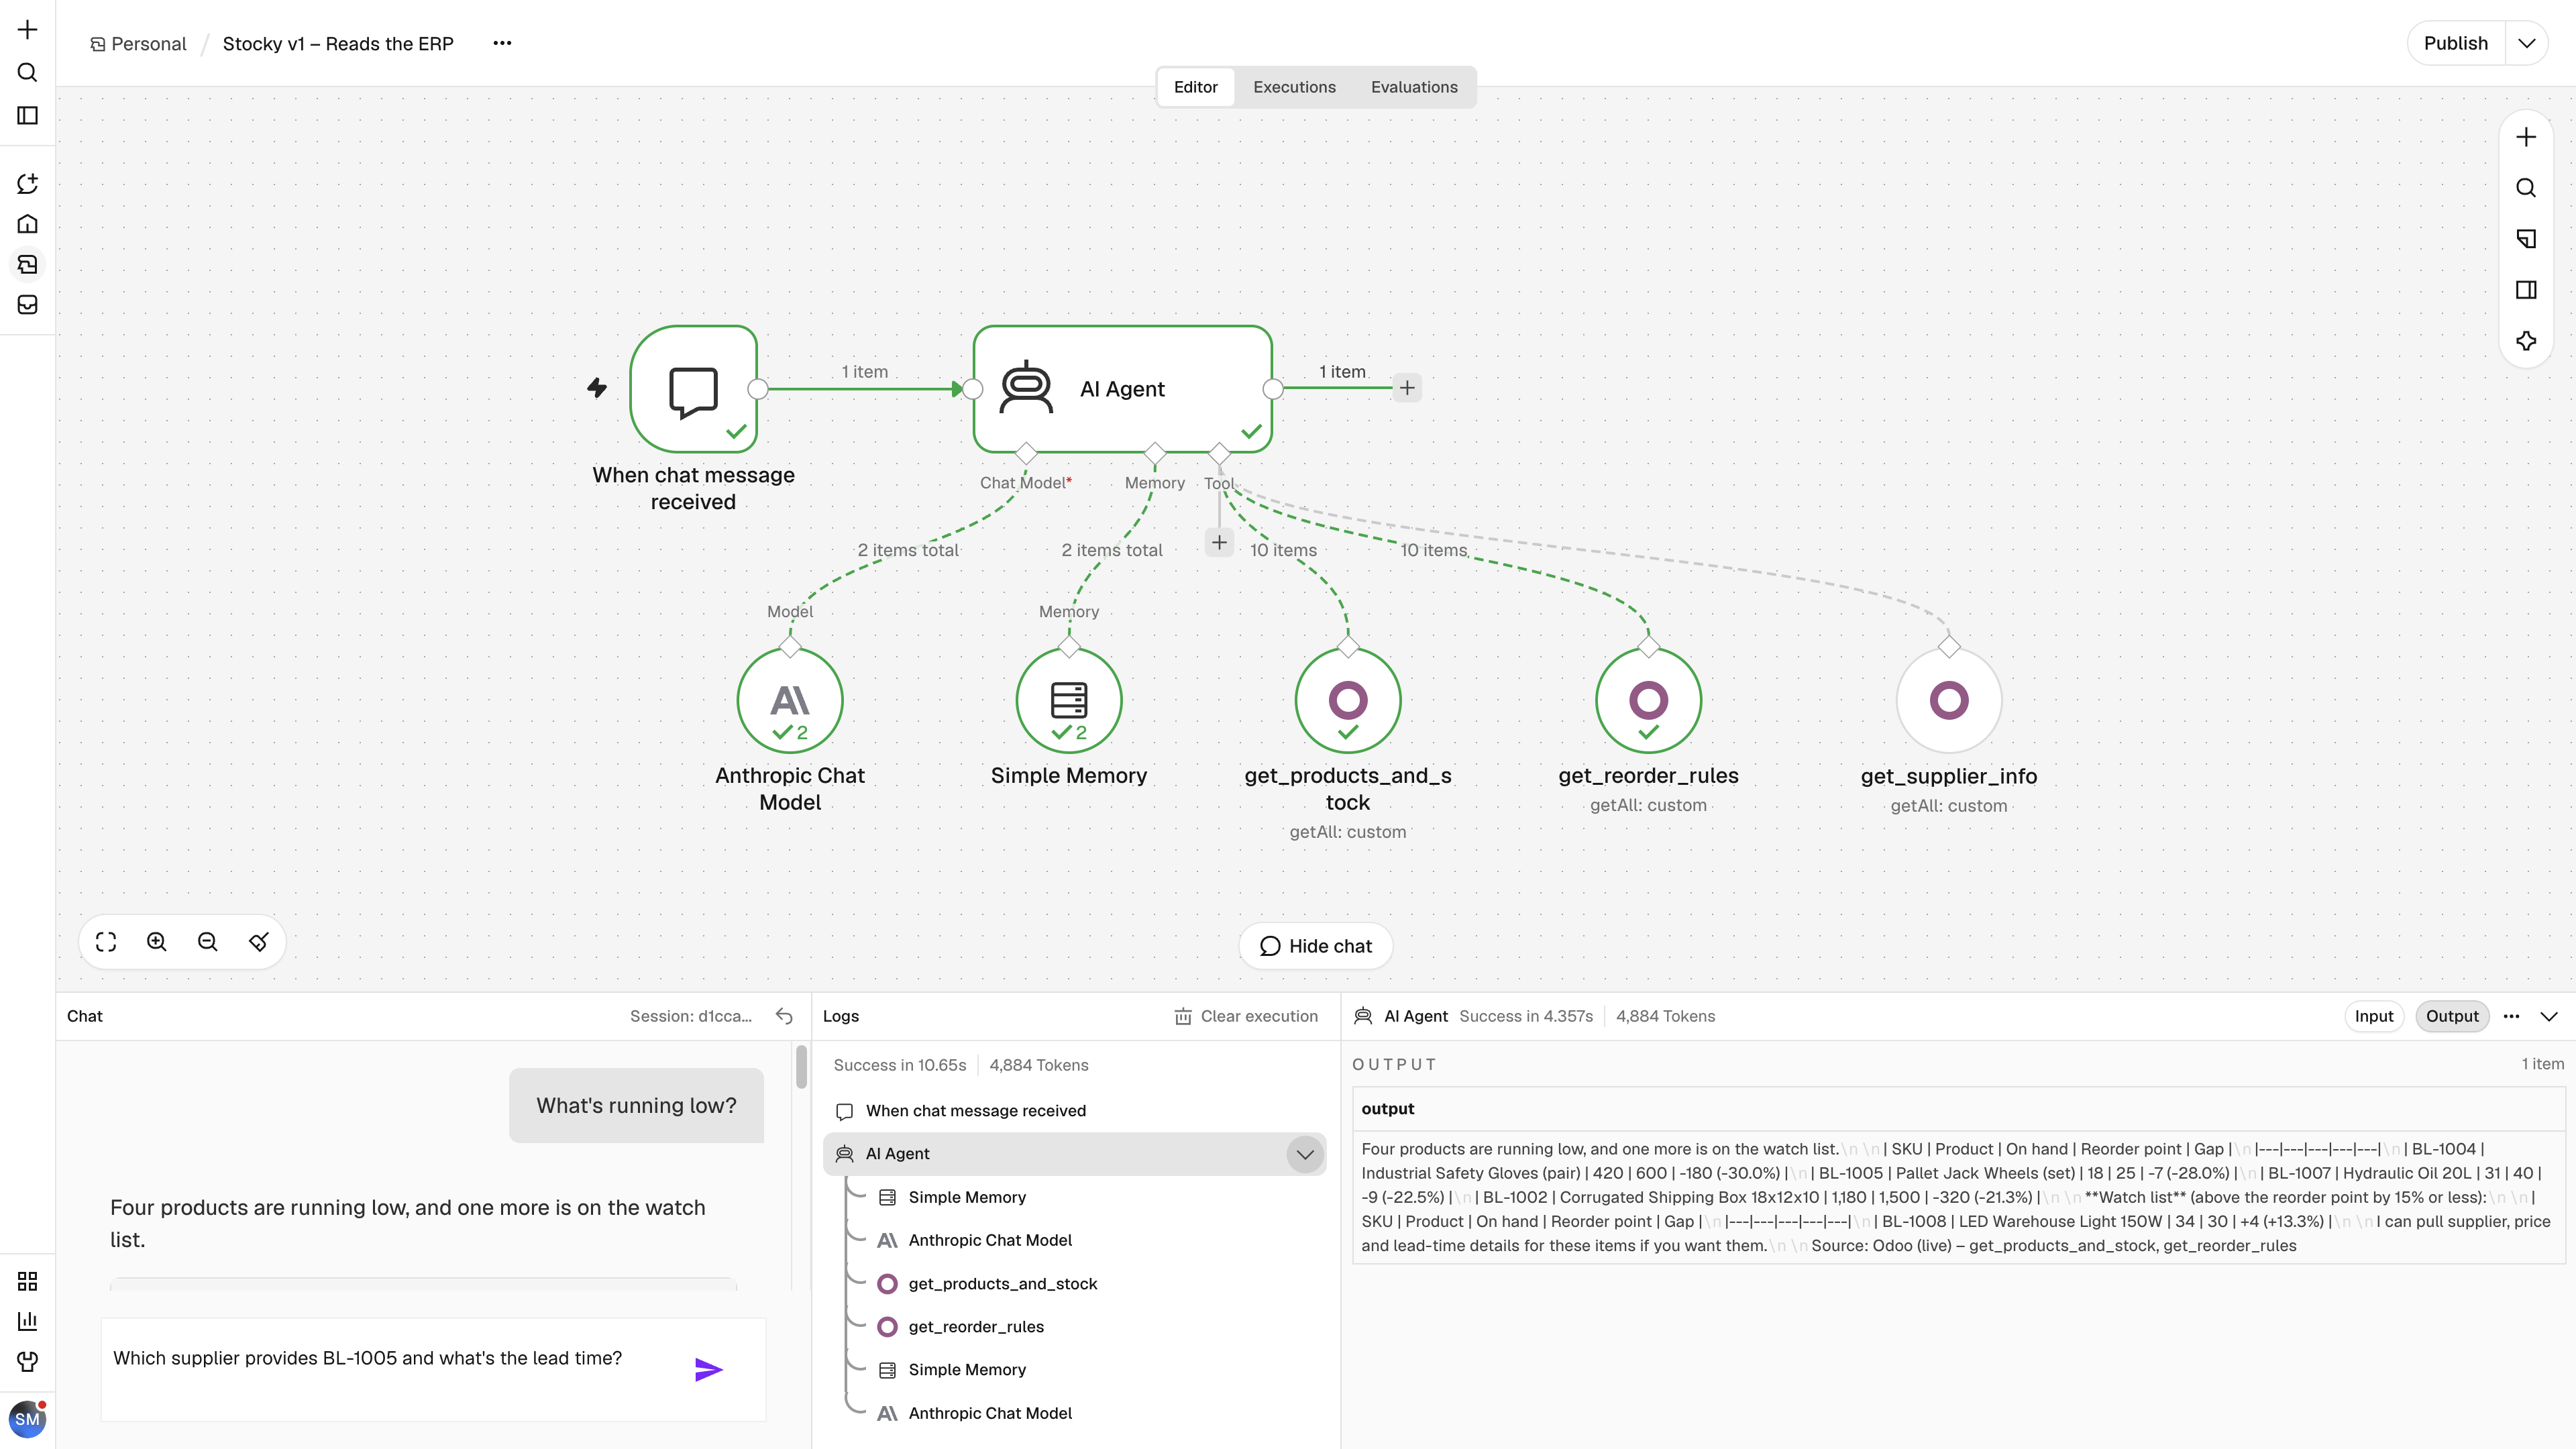 Personal / Stocky v1 – Reads the ERP ...
Publish
Editor Executions Evaluations
1 item
AI Agent
1 item
When chat message
received
Chat Model* Memory Tool
2 items total 2 items total 10 items 10 items
Model Memory
2 2
Anthropic Chat
Model
Simple Memory
get_products_and_s
tock
getAll: custom
get_reorder_rules
getAll: custom
get_supplier_info
getAll: custom
Hide chat
Chat Session: d1cca...
What's running low?
Four products are running low, and one more is on the watch
list.
Which supplier provides BL-1005 and what's the lead time?
SM
Logs Clear execution
Success in 10.65s 4,884 Tokens
When chat message received
AI Agent
Simple Memory
Anthropic Chat Model
get_products_and_stock
get_reorder_rules
Simple Memory
Anthropic Chat Model
AI Agent Success in 4.357s 4,884 Tokens Input Output
OUTPUT 1 item
output
Four products are running low, and one more is on the watch list.\n \n | SKU | Product | On hand | Reorder point | Gap |\n |---|---|---|---|---|\n | BL-1004 |
Industrial Safety Gloves (pair) | 420 | 600 | -180 (-30.0%) |\n | BL-1005 | Pallet Jack Wheels (set) | 18 | 25 | -7 (-28.0%) |\n | BL-1007 | Hydraulic Oil 20L | 31 | 40 |
-9 (-22.5%) |\n | BL-1002 | Corrugated Shipping Box 18x12x10 | 1,180 | 1,500 | -320 (-21.3%) |\n \n **Watch list** (above the reorder point by 15% or less):\n \n |
SKU | Product | On hand | Reorder point | Gap |\n |---|---|---|---|---|\n | BL-1008 | LED Warehouse Light 150W | 34 | 30 | +4 (+13.3%) |\n \n I can pull supplier, price
and lead-time details for these items if you want them.\n \n Source: Odoo (live) – get_products_and_stock, get_reorder_rules